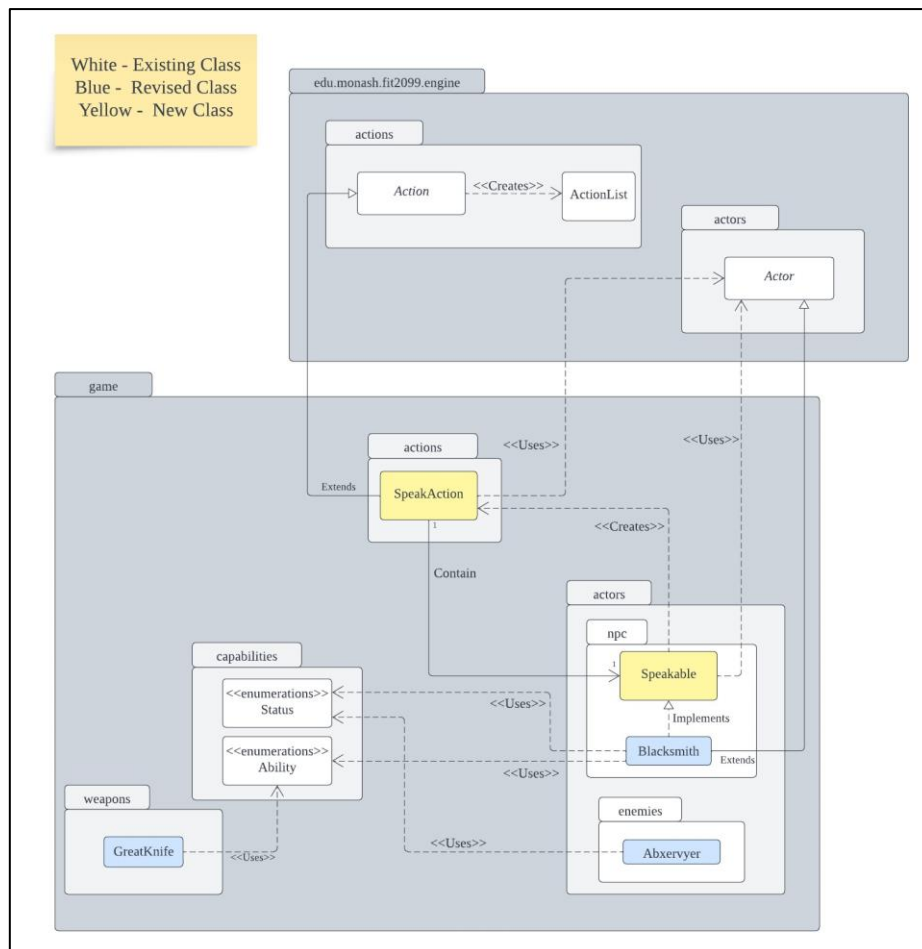 White - Existing Class
Blue - Revised Class
Yellow - New Class
edu.monash.fit2099.engine
actions
Action
<<Creates>>
ActionList
actors
Actor
game
actions
<<Uses>>
<<Uses>>
Extends
SpeakAction
1
<<Creates>>
Contain
actors
npc
capabilities
1
Speakable
<<enumerations>>
Status
<<Uses>>
Implements
Blacksmith
Extends
<<enumerations>>
Ability
<<Uses>>
weapons
enemies
GreatKnife
<<Uses>>
<<Uses>>
Abxervyer